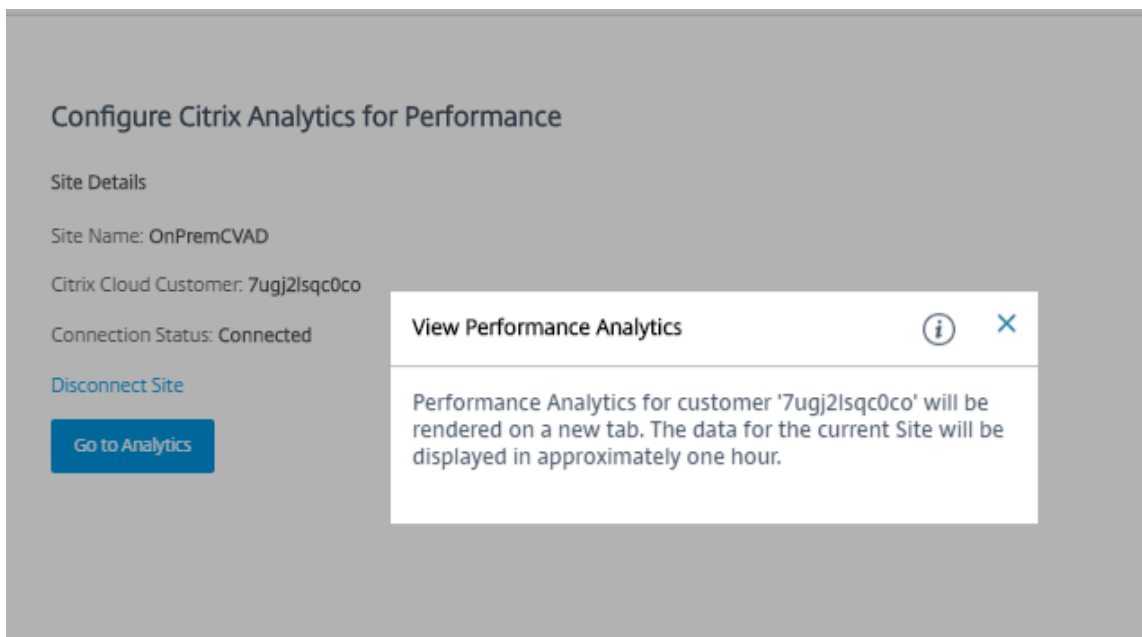 Configure Citrix Analytics for Performance
Site Details
Site Name: OnPremCVAD
Citrix Cloud Customer: 7ugj2lsqc0co
Connection Status: Connected
Disconnect Site
Go to Analytics
View Performance Analytics
Performance Analytics for customer '7ugj2lsqc0co' will be
rendered on a new tab. The data for the current Site will be
displayed in approximately one hour.